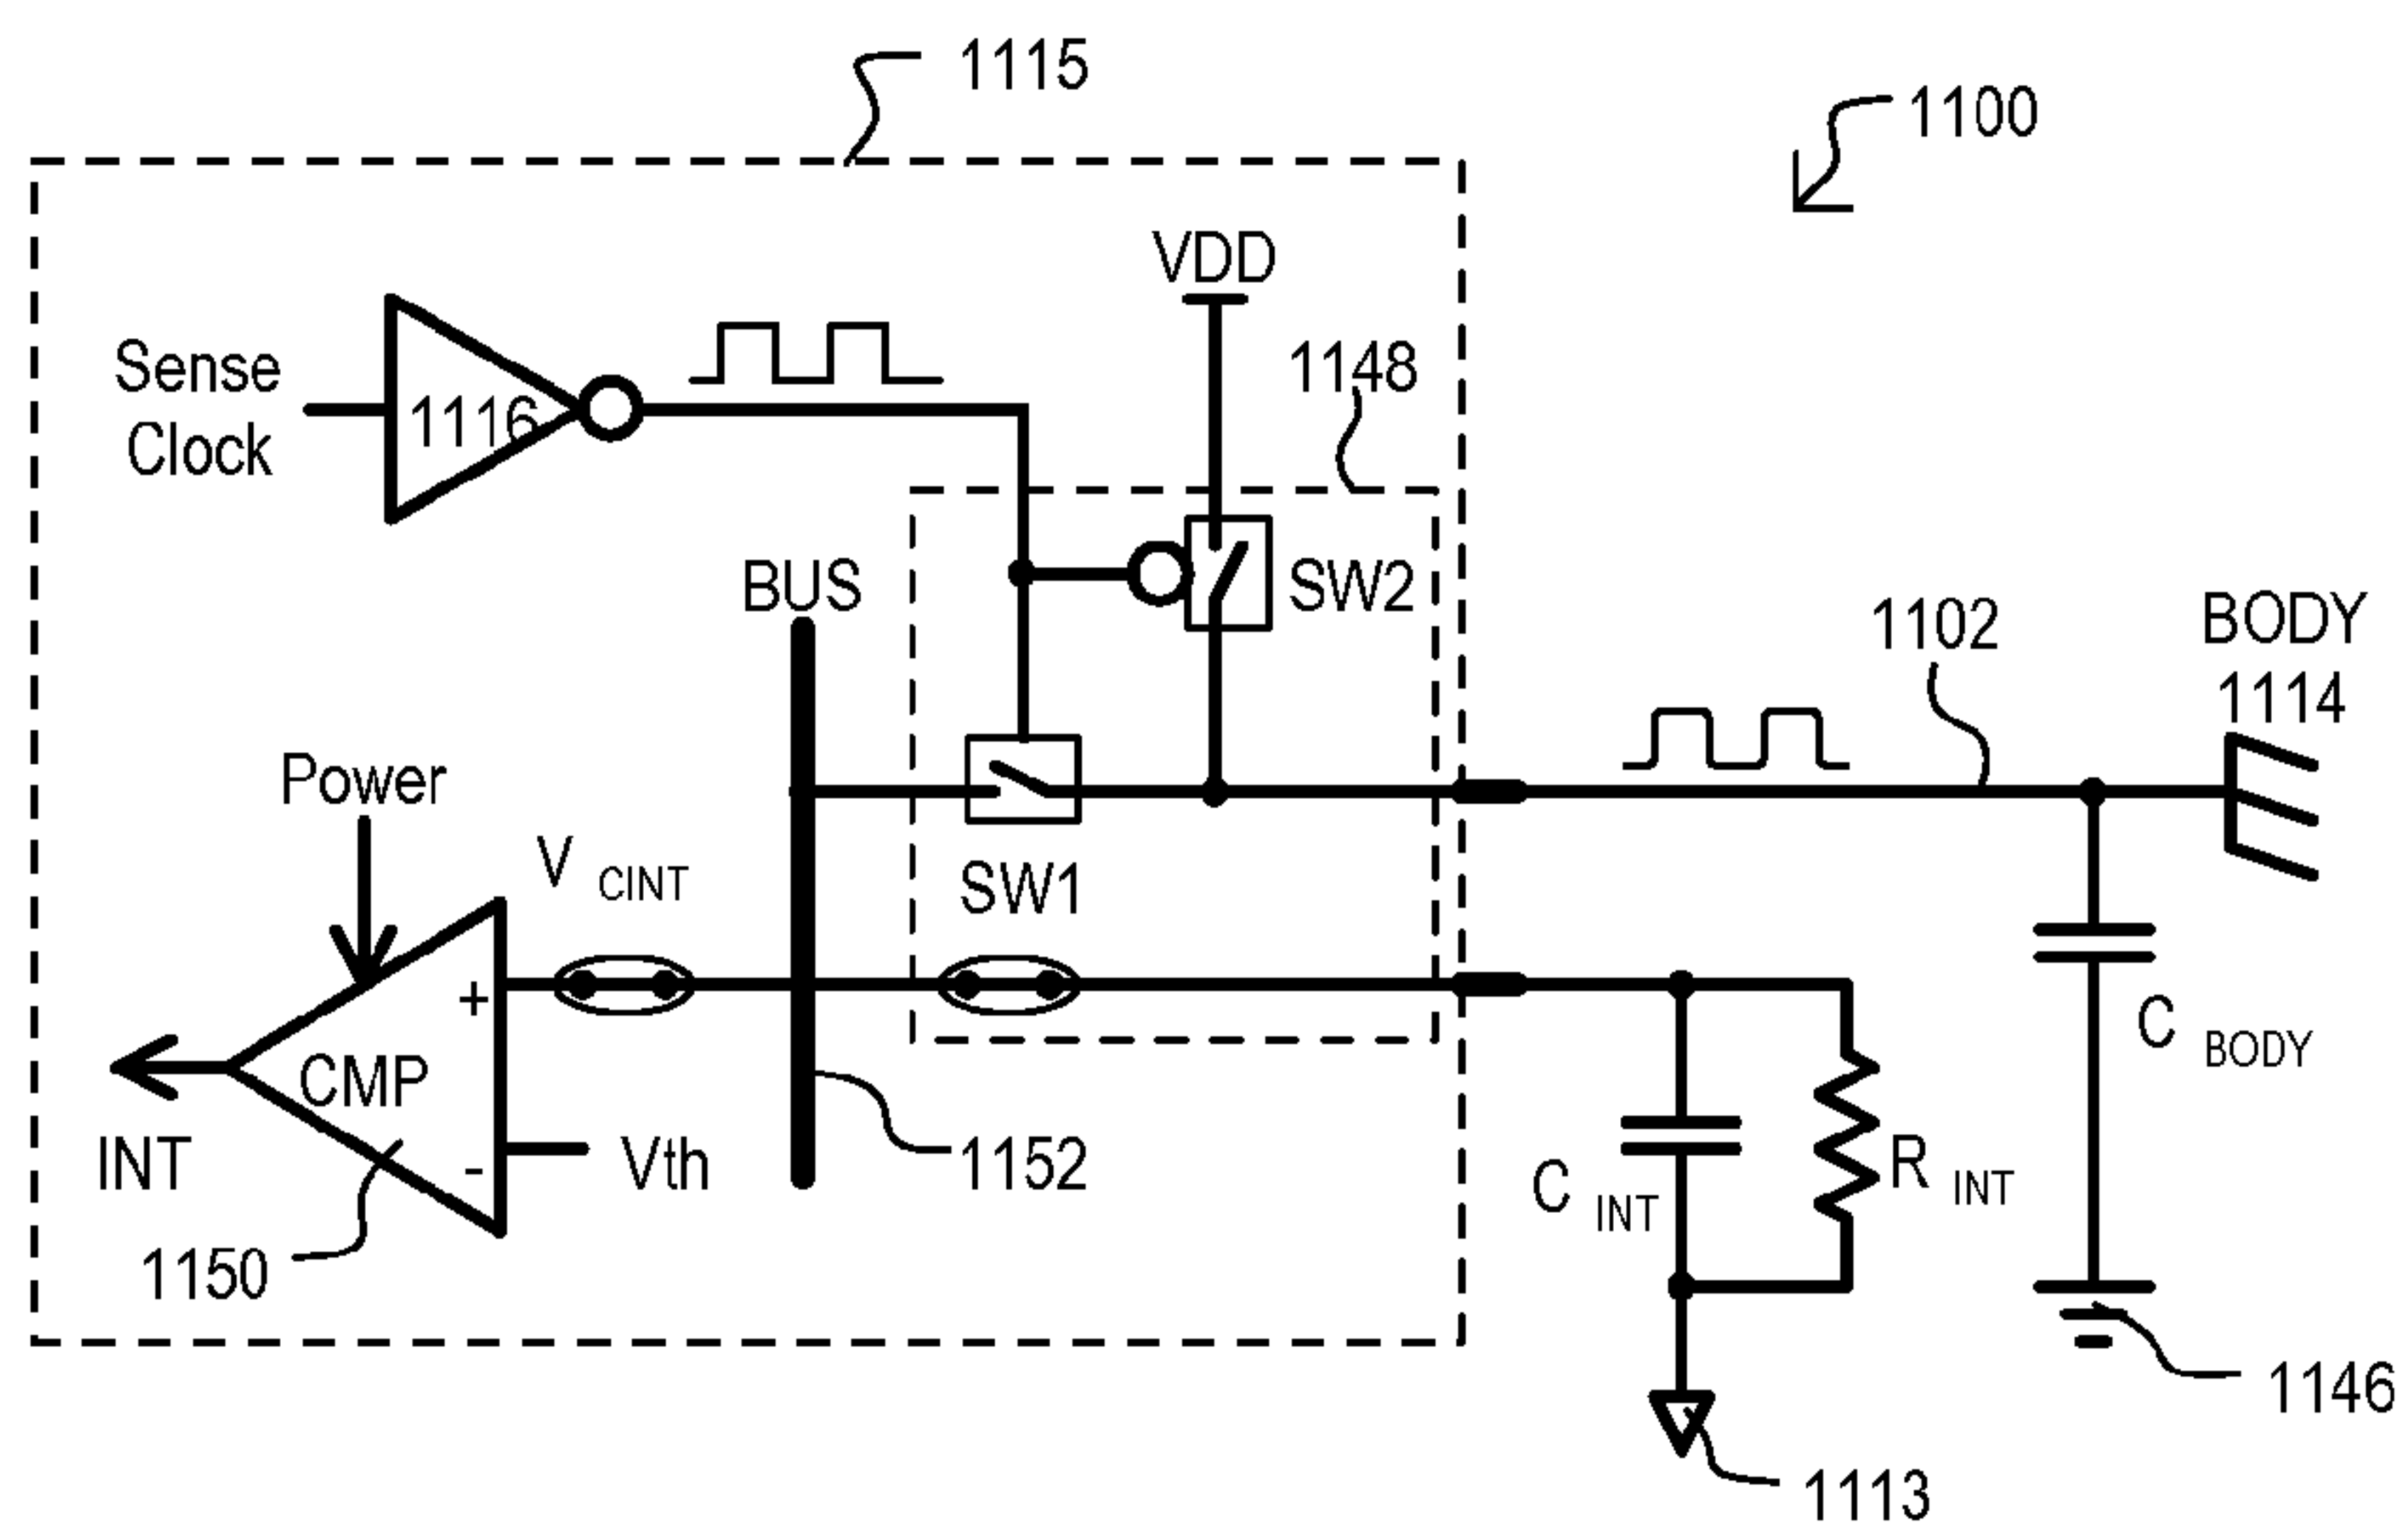 1115
1100
VDD
1148
Sense
Clock
1116
BUS
SW2
1102
BODY
1114
Power
V CINT
SW1
+
CMP
C BODY
INT
-
Vth
1152
C INT
R INT
1150
1146
1113